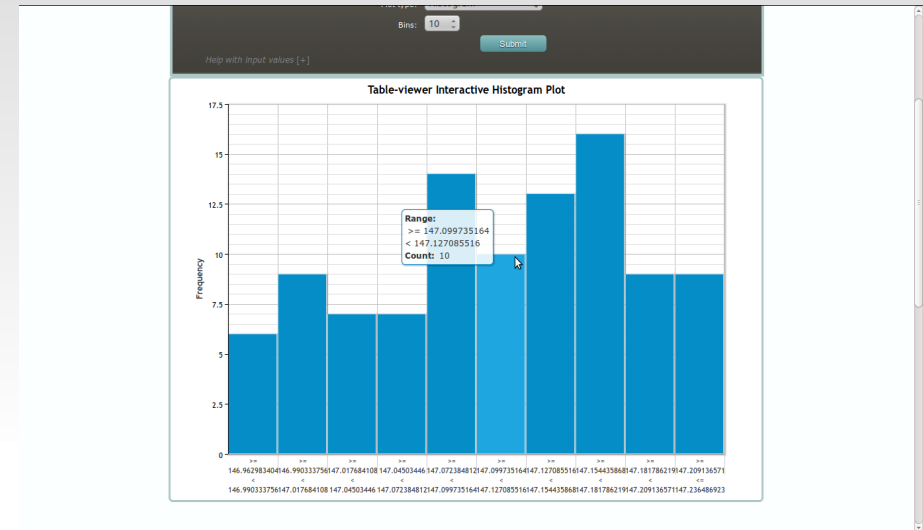 Bins: 10
Submit
Help with input values [+]
Table-viewer Interactive Histogram Plot
17.5
15
12.5
Range:
>= 147.099735164
< 147.127085516
Count: 10
10
Frequency
7.5
5
2.5
0
>= >= >= >= >= >= >= >= >= >=
146.962983404 146.990333756 147.017684108 147.04503446 147.072384812 147.099735164 147.127085516 147.154435868 147.181786219 147.209136571
< < < < < < < < < <=
146.990333756 147.017684108 147.04503446 147.072384812 147.099735164 147.127085516 147.154435868 147.181786219 147.209136571 147.236486923